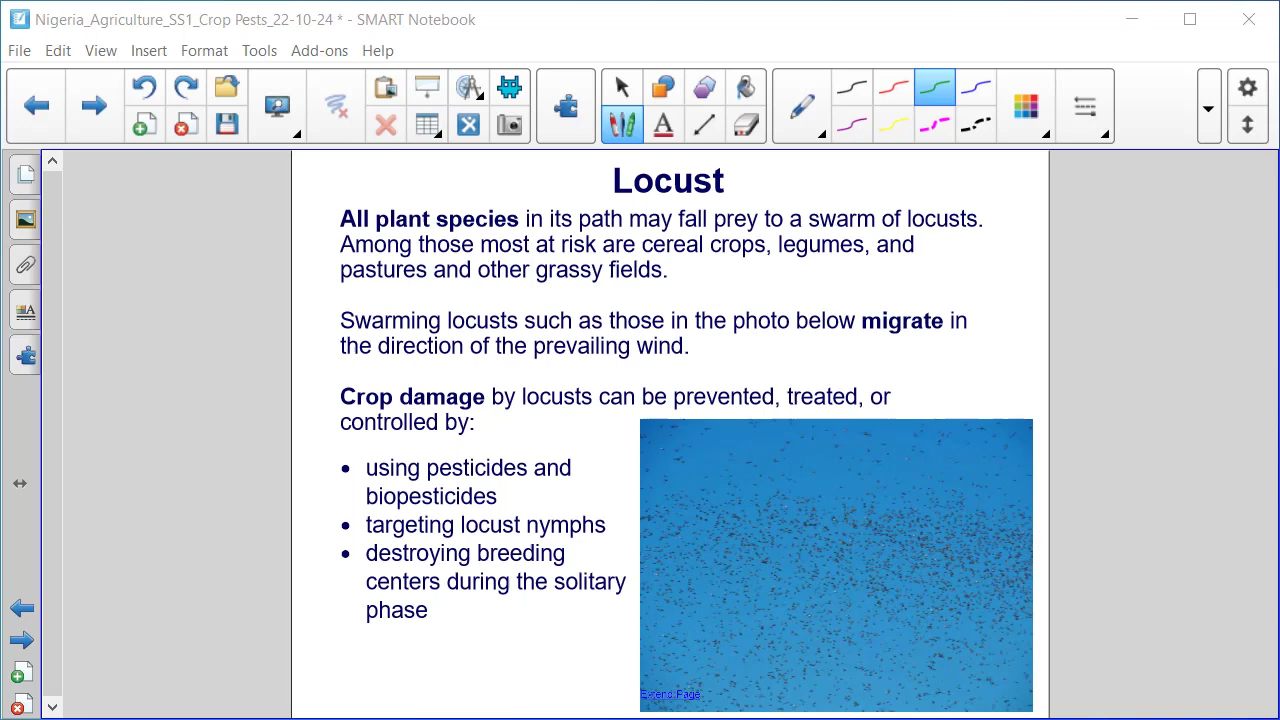 Nigeria_Agriculture_SS1_Crop Pests_22-10-24 * - SMART Notebook
File Edit View Insert Format Tools Add-ons Help
Locust
All plant species in its path may fall prey to a swarm of locusts.
Among those most at risk are cereal crops, legumes, and
pastures and other grassy fields.
Swarming locusts such as those in the photo below migrate in
the direction of the prevailing wind.
Crop damage by locusts can be prevented, treated, or
controlled by:
• using pesticides and
biopesticides
• targeting locust nymphs
• destroying breeding
centers during the solitary
phase
Extend Page